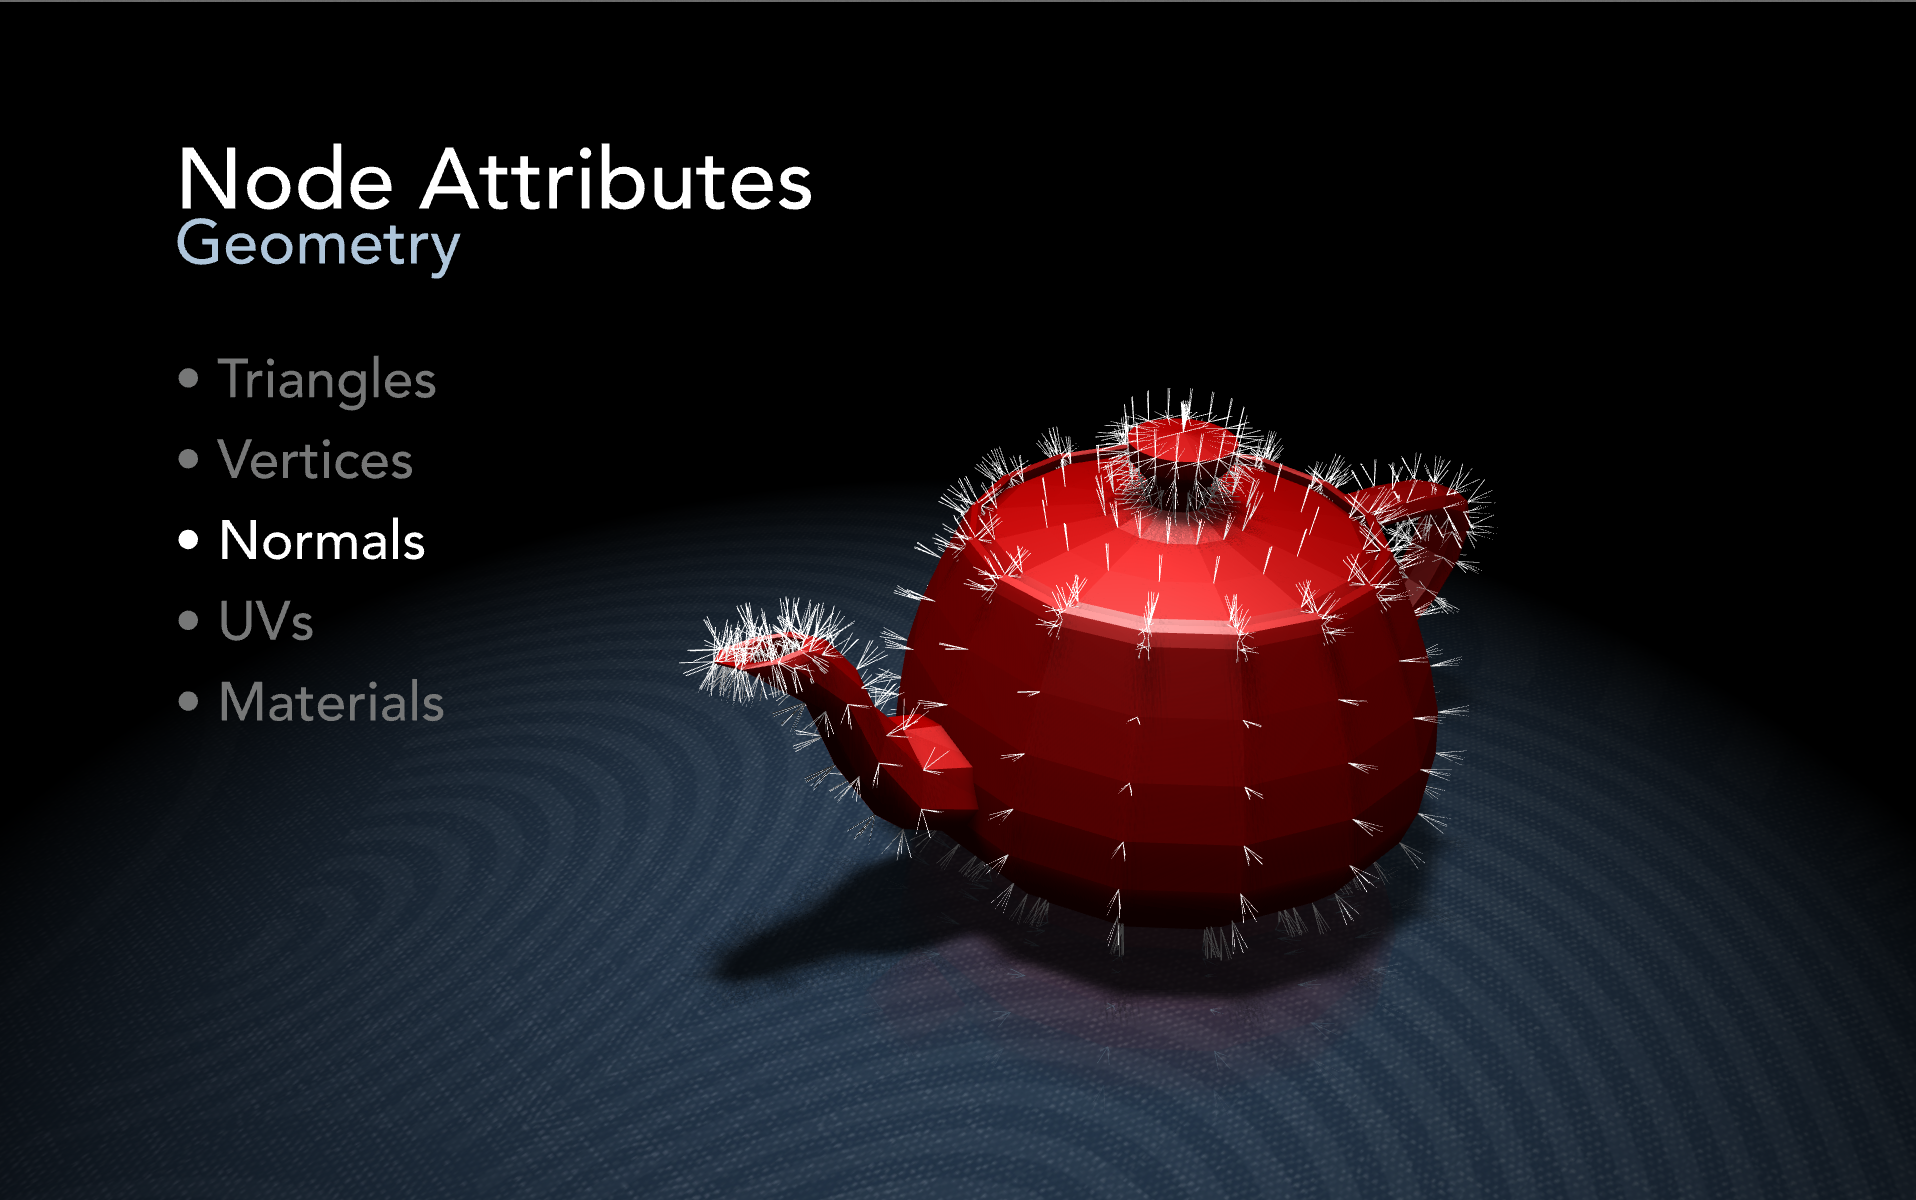 Node Attributes
Geometry
• Triangles
• Vertices
• Normals
• UVs
• Materials